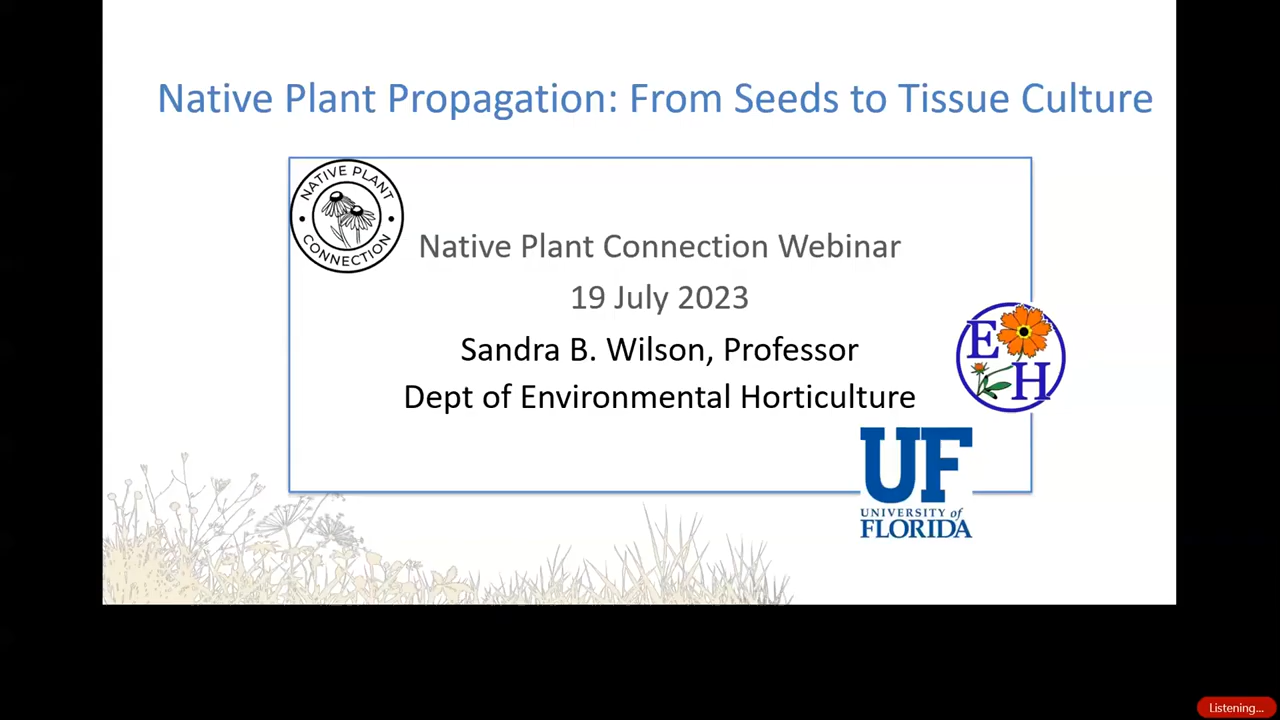 Native Plant Propagation: From Seeds to Tissue Culture
NATIVE PLANT
CONNECTION
Native Plant Connection Webinar
19 July 2023
Sandra B. Wilson, Professor
Dept of Environmental Horticulture
E
H
UF
UNIVERSITY of
FLORIDA
Listening...